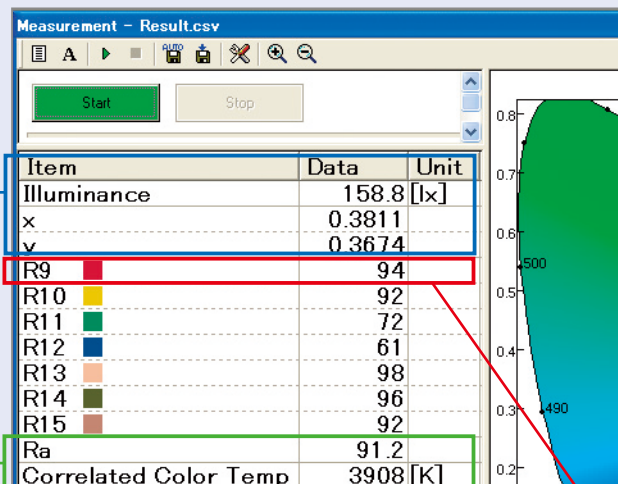 Measurement - Result.csv
A AUTO
Start Stop
Item Data Unit
Illuminance 158.8 [lx]
x 0.3811
y 0.3674
R9 94
R10 92
R11 72
R12 61
R13 98
R14 96
R15 92
Ra 91.2
Correlated Color Temp 3908 [K]
0.8
0.7
0.6
500
0.5
0.4
0.3
490
0.2